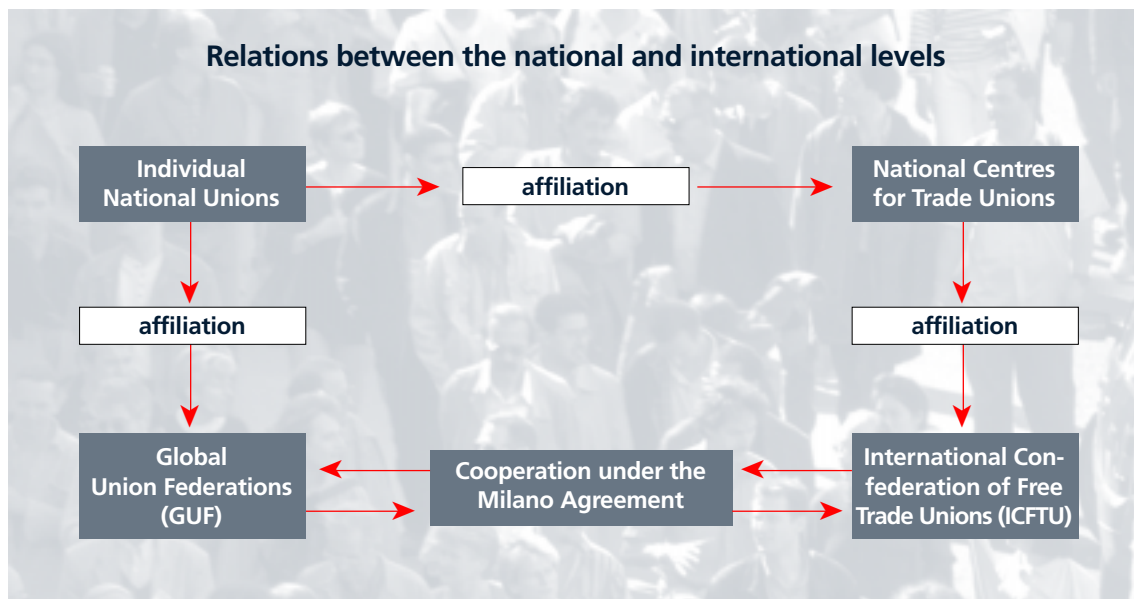 Relations between the national and international levels
Individual
National Unions
affiliation
National Centres
for Trade Unions
affiliation
affiliation
Global
Union Federations
(GUF)
Cooperation under the
Milano Agreement
International Con-
federation of Free
Trade Unions (ICFTU)